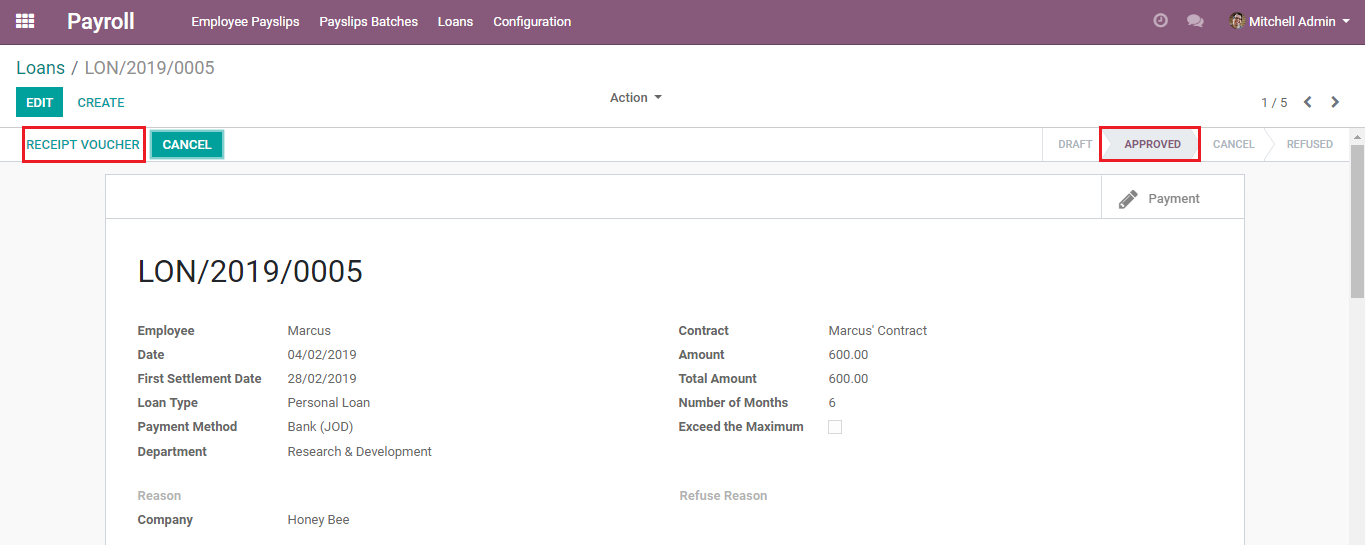 Payroll Employee Payslips Payslips Batches Loans Configuration Mitchell Admin
Loans / LON/2019/0005
EDIT CREATE Action 1 / 5
RECEIPT VOUCHER CANCEL DRAFT APPROVED CANCEL REFUSED
Payment
LON/2019/0005
Employee Marcus Contract Marcus' Contract
Date 04/02/2019 Amount 600.00
First Settlement Date 28/02/2019 Total Amount 600.00
Loan Type Personal Loan Number of Months 6
Payment Method Bank (JOD) Exceed the Maximum
Department Research & Development
Reason Refuse Reason
Company Honey Bee